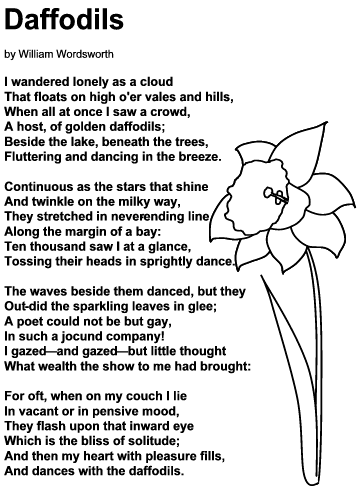 Daffodils
by William Wordsworth
I wandered lonely as a cloud
That floats on high o'er vales and hills,
When all at once I saw a crowd,
A host, of golden daffodils;
Beside the lake, beneath the trees,
Fluttering and dancing in the breeze.
Continuous as the stars that shine
And twinkle on the milky way,
They stretched in never-ending line
Along the margin of a bay:
Ten thousand saw I at a glance,
Tossing their heads in sprightly dance.
The waves beside them danced, but they
Out-did the sparkling leaves in glee;
A poet could not be but gay,
In such a jocund company!
I gazed—and gazed—but little thought
What wealth the show to me had brought:
For oft, when on my couch I lie
In vacant or in pensive mood,
They flash upon that inward eye
Which is the bliss of solitude;
And then my heart with pleasure fills,
And dances with the daffodils.